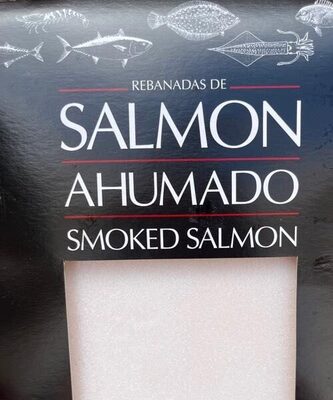 REBANADAS DE
SALMON
AHUMADO
SMOKED SALMON